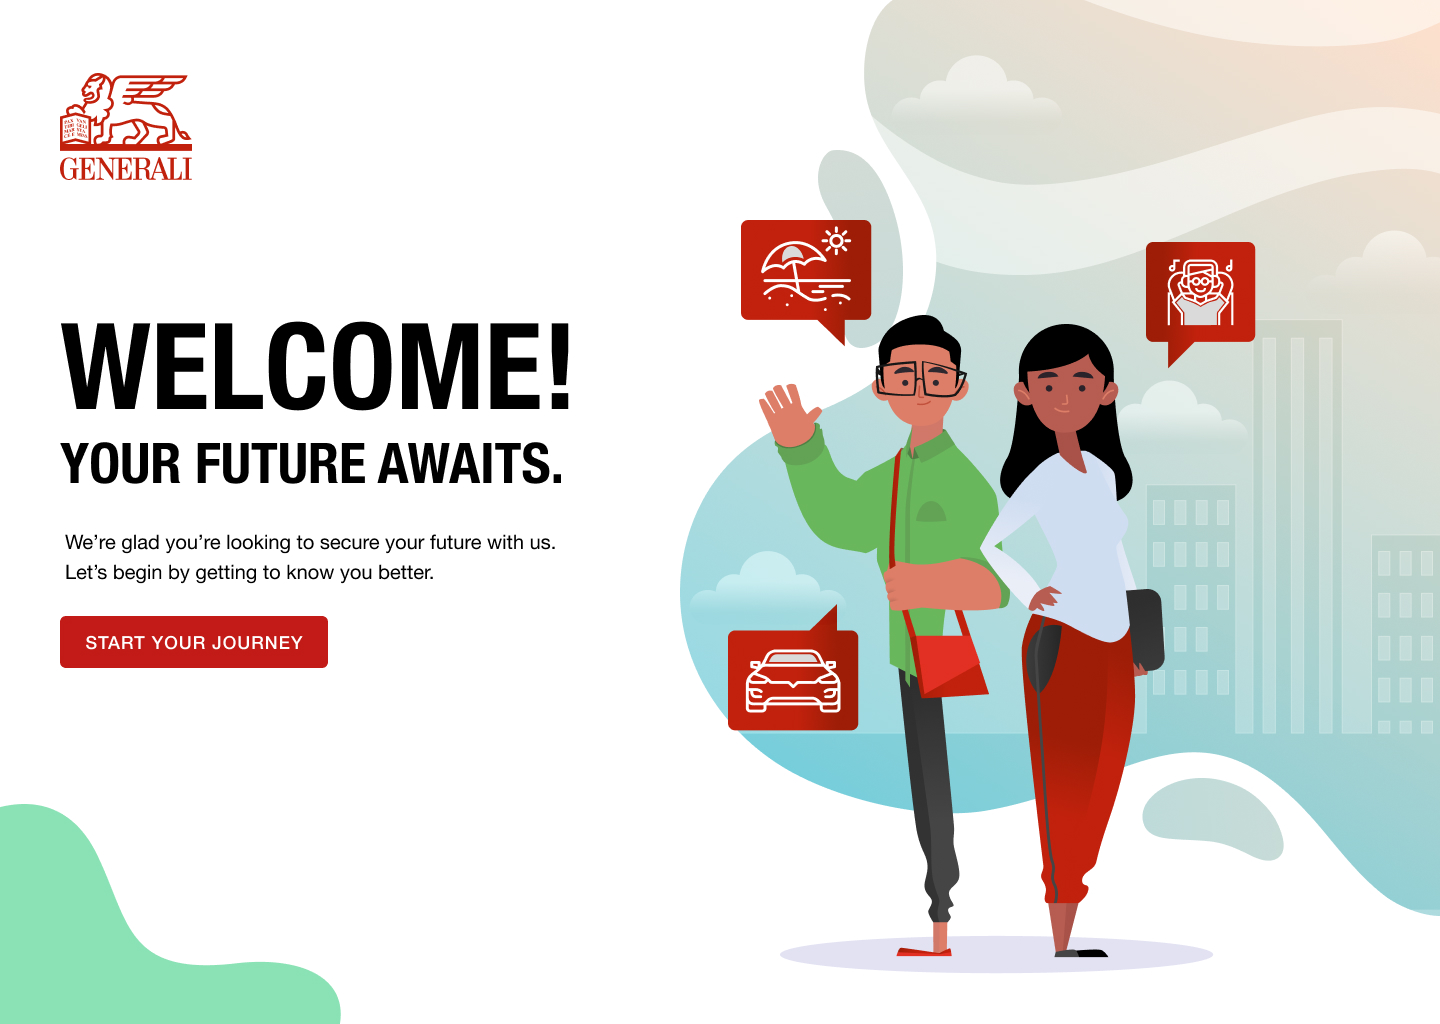 GENERALI
WELCOME!
YOUR FUTURE AWAITS.
We’re glad you’re looking to secure your future with us.
Let’s begin by getting to know you better.
START YOUR JOURNEY